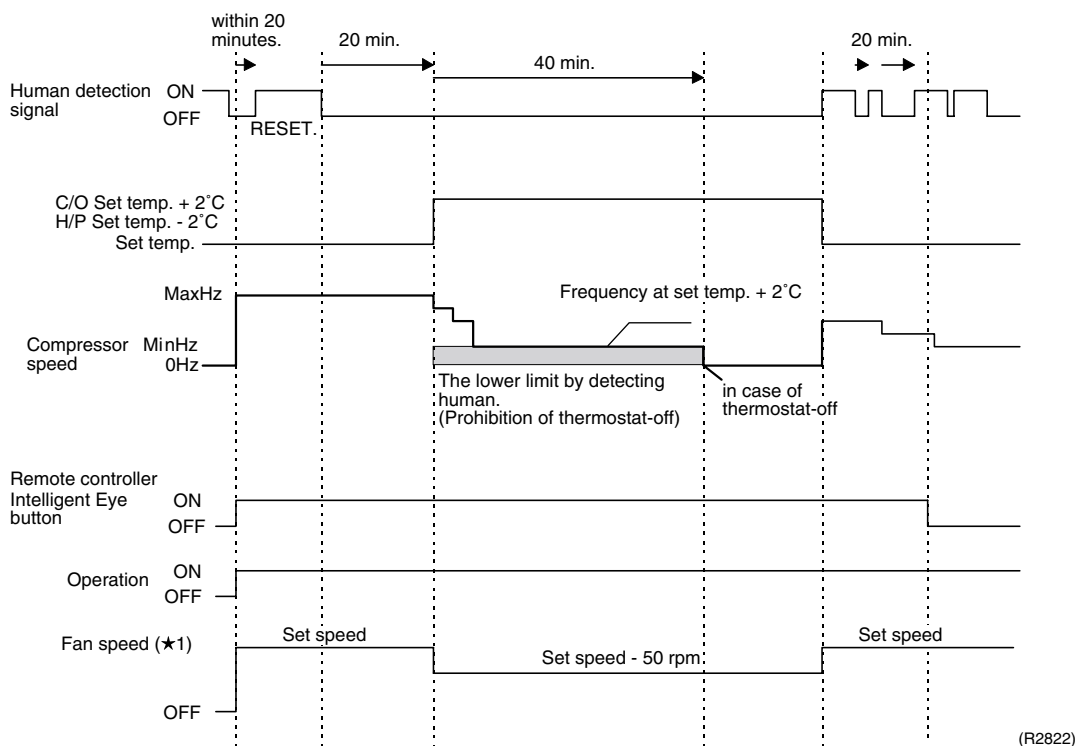 within 20
minutes.
20 min.
40 min.
20 min.
Human detection
signal
ON
OFF
RESET.
C/O Set temp. + 2˚C
H/P Set temp. - 2˚C
Set temp.
MaxHz
Frequency at set temp. + 2˚C
Compressor
speed
MinHz
0Hz
The lower limit by detecting
human.
(Prohibition of thermostat-off)
in case of
thermostat-off
Remote controller
Intelligent Eye
button
ON
OFF
Operation
ON
OFF
Fan speed (★1)
Set speed
Set speed - 50 rpm
Set speed
OFF
(R2822)